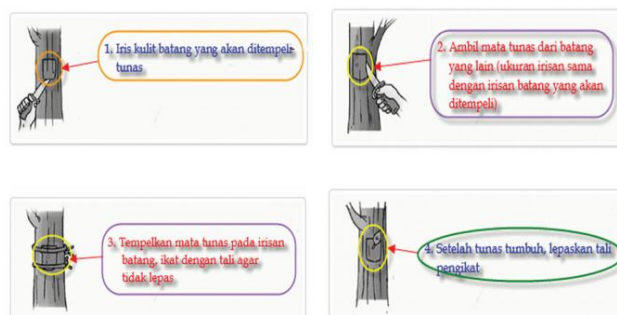 1. Iris kulit batang yang akan ditempel-
tunas
2. Ambil mata tunas dari batang
yang lain (ukuran irisan sama
dengan irisan batang yang akan
ditempeli)
3. Tempelkan mata tunas pada irisan
batang, ikat dengan tali agar
tidak lepas
4. Setelah tunas tumbuh, lepaskan tali
pengikat